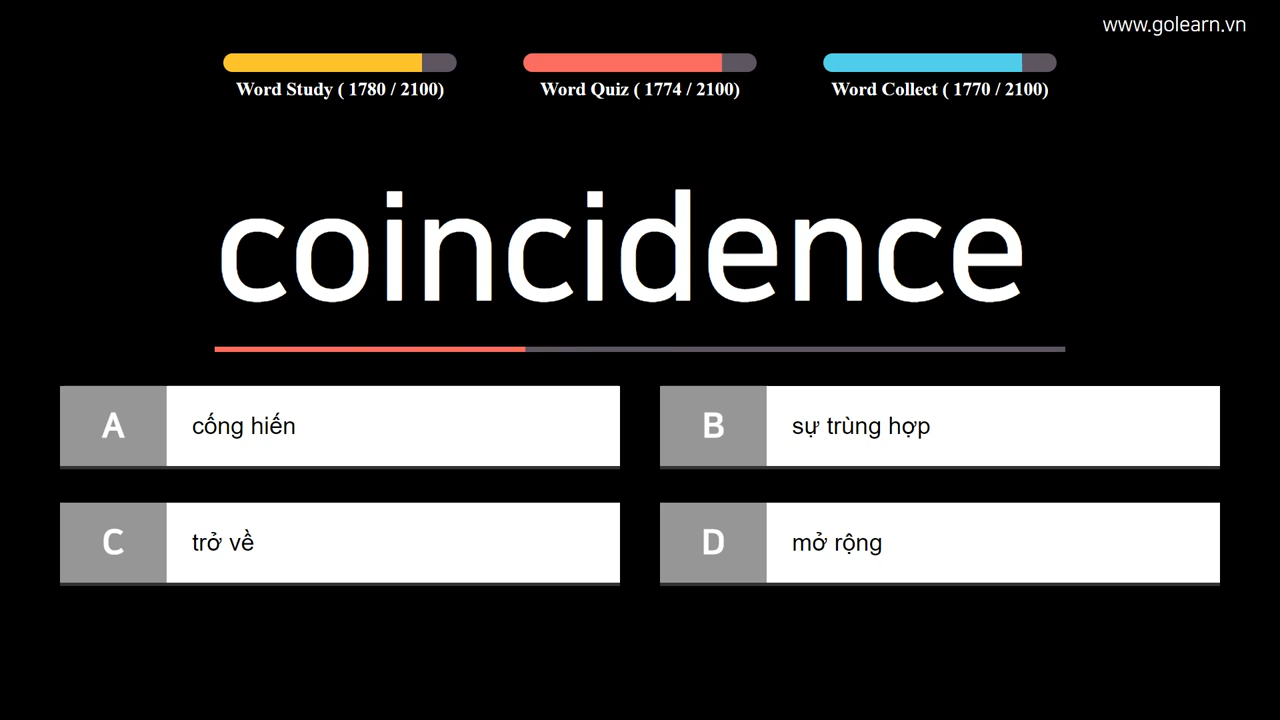 www.golearn.vn
Word Study ( 1780 / 2100)
Word Quiz ( 1774 / 2100)
Word Collect ( 1770 / 2100)
coincidence
A cống hiến
B sự trùng hợp
C trở về
D mở rộng